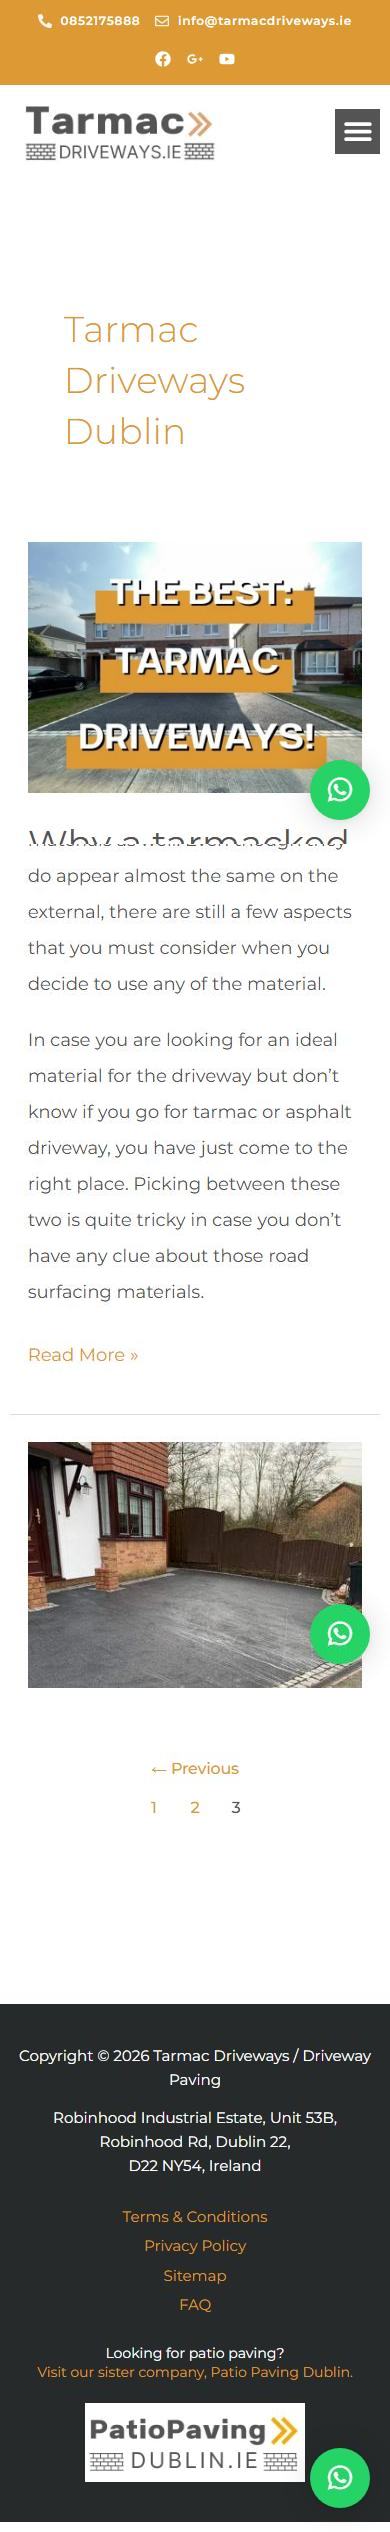 0852175888 info@tarmacdriveways.ie
Tarmac
DRIVEWAYS.IE
Tarmac
Driveways
Dublin
THE BEST:
TARMAC
DRIVEWAYS!
Why a tarmacked
do appear almost the same on the
external, there are still a few aspects
that you must consider when you
decide to use any of the material.
In case you are looking for an ideal
material for the driveway but don’t
know if you go for tarmac or asphalt
driveway, you have just come to the
right place. Picking between these
two is quite tricky in case you don’t
have any clue about those road
surfacing materials.
Read More »
← Previous
1 2 3
Copyright © 2026 Tarmac Driveways / Driveway
Paving
Robinhood Industrial Estate, Unit 53B,
Robinhood Rd, Dublin 22,
D22 NY54, Ireland
Terms & Conditions
Privacy Policy
Sitemap
FAQ
Looking for patio paving?
Visit our sister company, Patio Paving Dublin.
PatioPaving
DUBLIN.IE